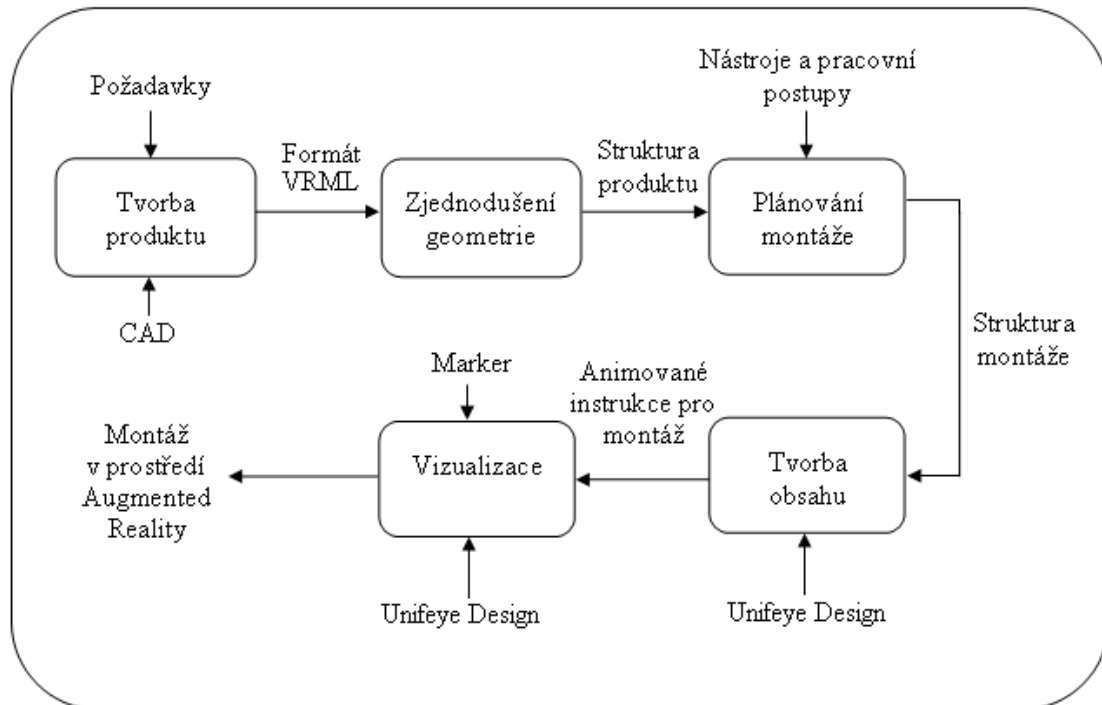 Požadavky
Tvorba
produktu
CAD
Formát
VRML
Zjednodušení
geometrie
Struktura
produktu
Nástroje a pracovní
postupy
Plánování
montáže
Struktura
montáže
Tvorba
obsahu
Unifeye Design
Animované
instrukce pro
montáž
Marker
Vizualizace
Unifeye Design
Montáž
v prostředí
Augmented
Reality